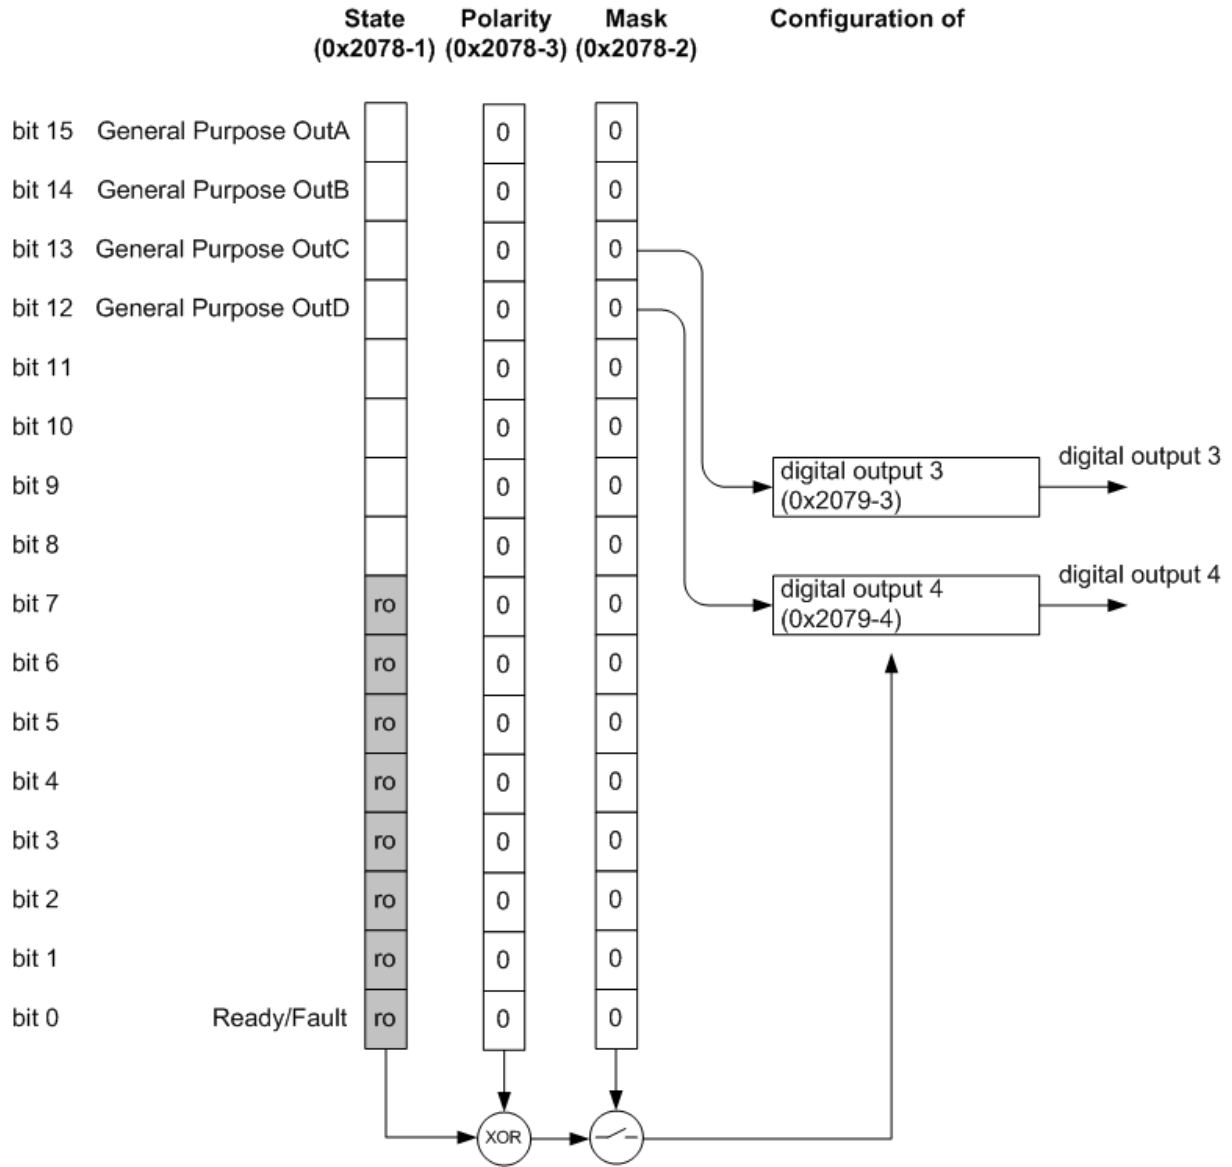 State Polarity Mask Configuration of
(0x2078-1) (0x2078-3) (0x2078-2)
bit 15 General Purpose OutA 0 0
bit 14 General Purpose OutB 0 0
bit 13 General Purpose OutC 0 0
bit 12 General Purpose OutD 0 0
bit 11 0 0
bit 10 0 0
digital output 3
digital output 3
bit 9 0 0
(0x2079-3)
bit 8 0 0
digital output 4
digital output 4
bit 7 ro 0 0
(0x2079-4)
bit 6 ro 0 0
bit 5 ro 0 0
bit 4 ro 0 0
bit 3 ro 0 0
bit 2 ro 0 0
bit 1 ro 0 0
bit 0 Ready/Fault ro 0 0
XOR